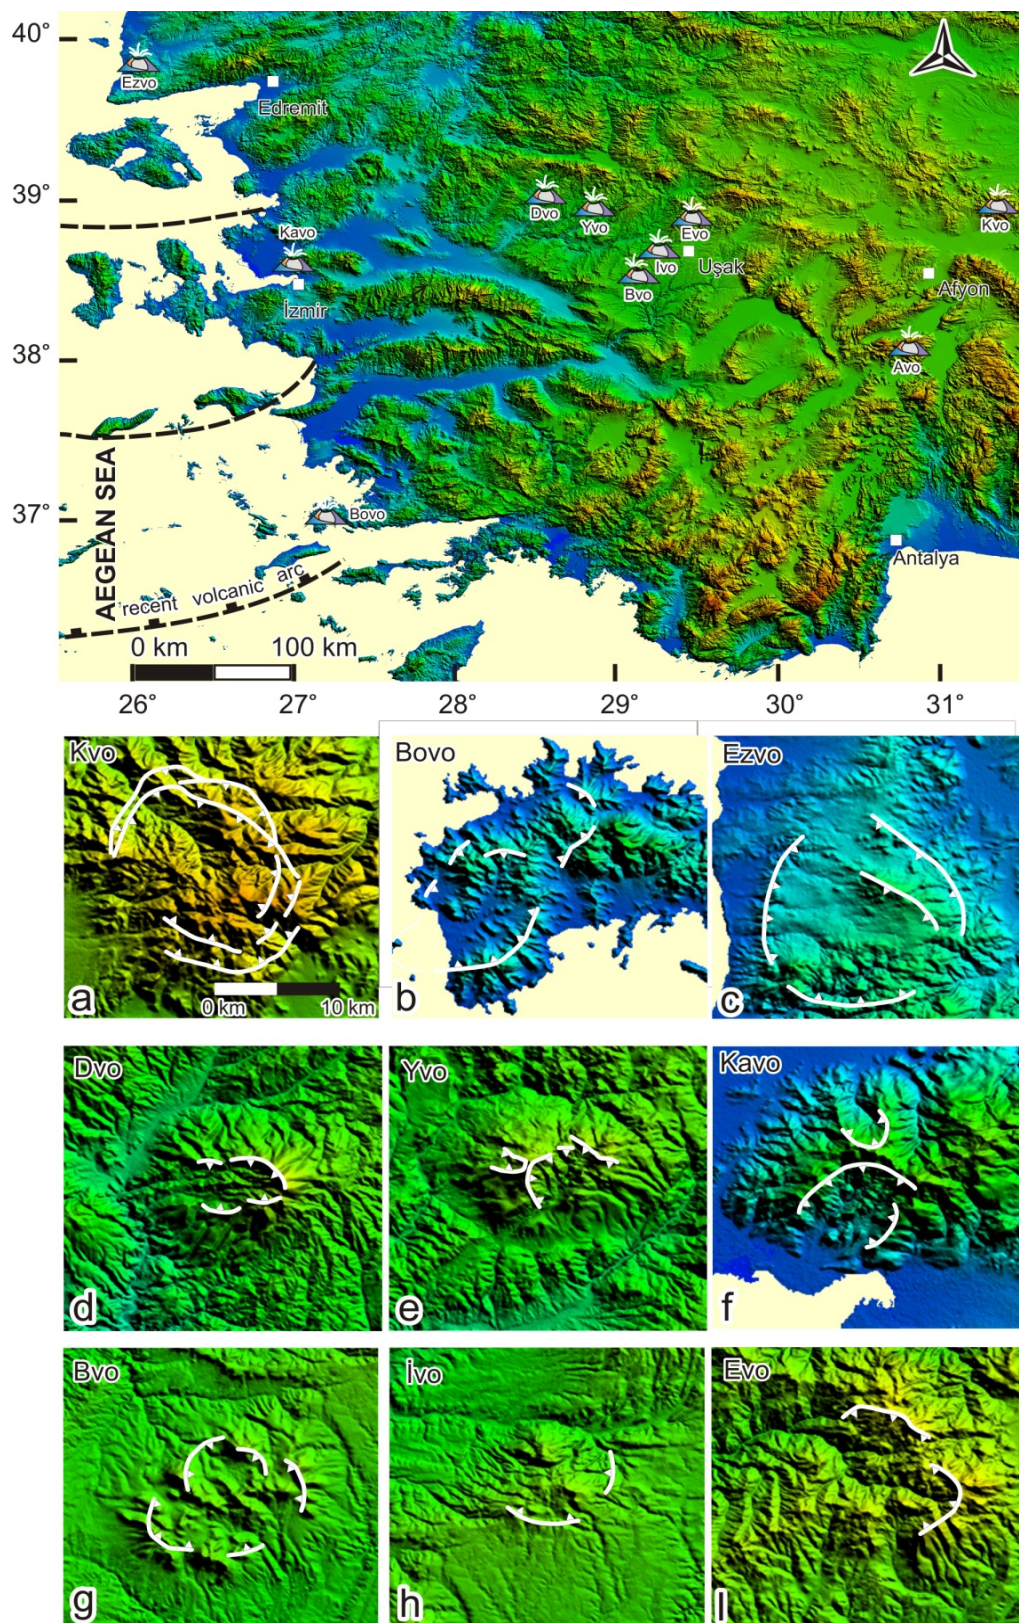 40°
Ezvo
Edremit
39°
Dvo
Yvo
Evo
Kvo
Kavo
Ivo
Uşak
Bvo
Afyon
İzmir
38°
Avo
AEGEAN SEA
37°
Bovo
Antalya
recent volcanic arc
0 km
100 km
26°
27°
28°
29°
30°
31°
Kvo
a
0 km
10 km
Bovo
b
Ezvo
c
Dvo
d
Yvo
e
Kavo
f
Bvo
g
İvo
h
Evo
I